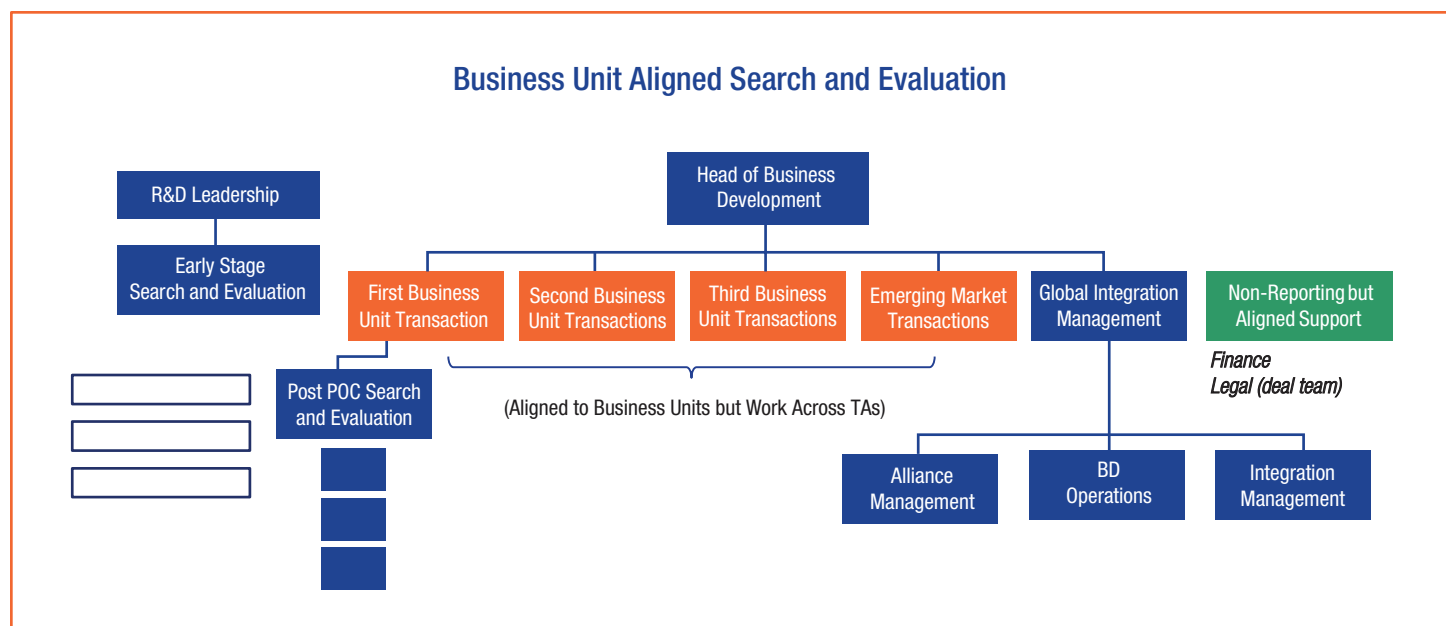 Business Unit Aligned Search and Evaluation
R&D Leadership
Early Stage
Search and Evaluation
Head of Business
Development
First Business
Unit Transaction
Second Business
Unit Transactions
Third Business
Unit Transactions
Emerging Market
Transactions
Global Integration
Management
Non-Reporting but
Aligned Support
Finance
Legal (deal team)
Post POC Search
and Evaluation
(Aligned to Business Units but Work Across TAs)
Alliance
Management
BD
Operations
Integration
Management